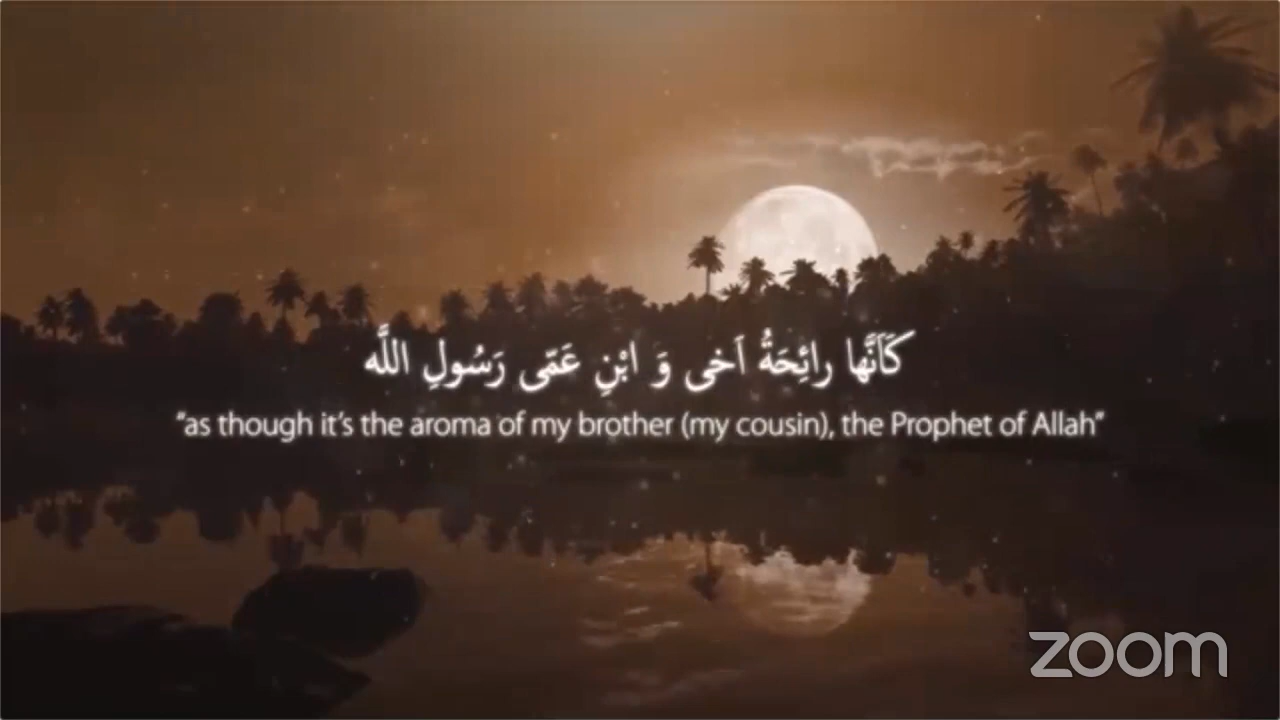 كَأَنَّها رائِحَةُ اَخى وَ ابْنِ عَمّى رَسُولِ اللَّه
“as though it’s the aroma of my brother (my cousin), the Prophet of Allah”
zoom